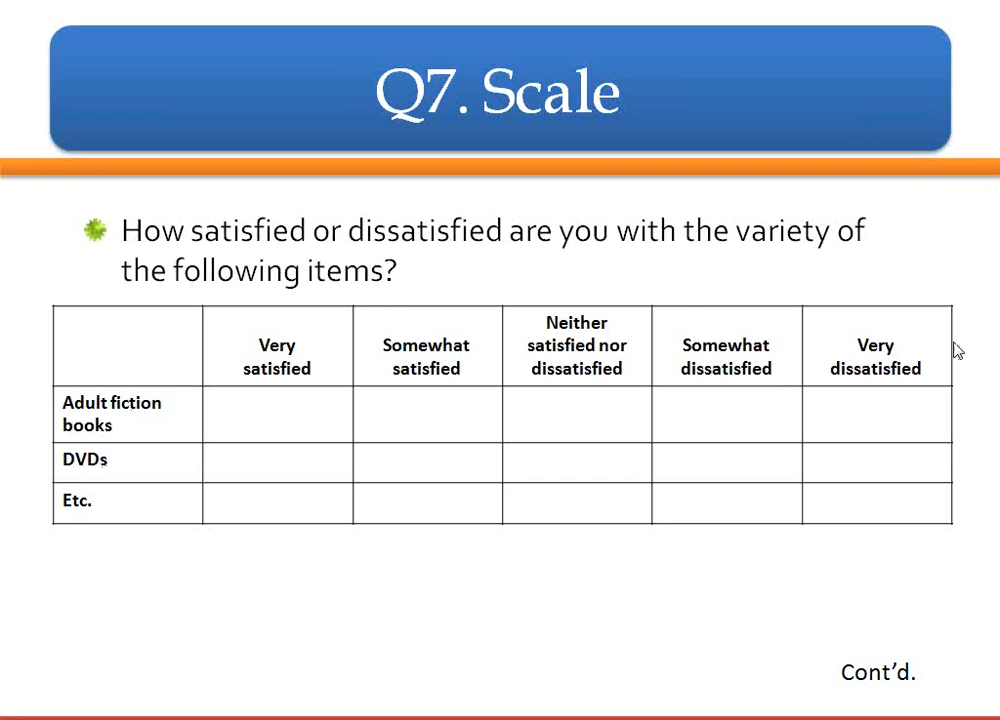 Q7. Scale
How satisfied or dissatisfied are you with the variety of
the following items?
Very
satisfied
Somewhat
satisfied
Neither
satisfied nor
dissatisfied
Somewhat
dissatisfied
Very
dissatisfied
Adult fiction
books
DVDs
Etc.
Cont’d.